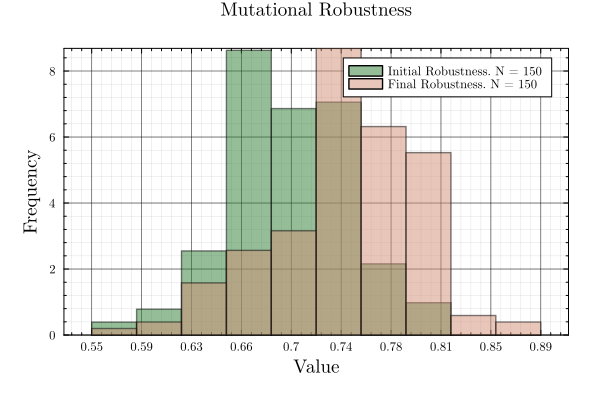 Mutational Robustness
Initial Robustness. N = 150
Final Robustness. N = 150
Frequency
8
6
4
2
0
0.55 0.59 0.63 0.66 0.7 0.74 0.78 0.81 0.85 0.89
Value